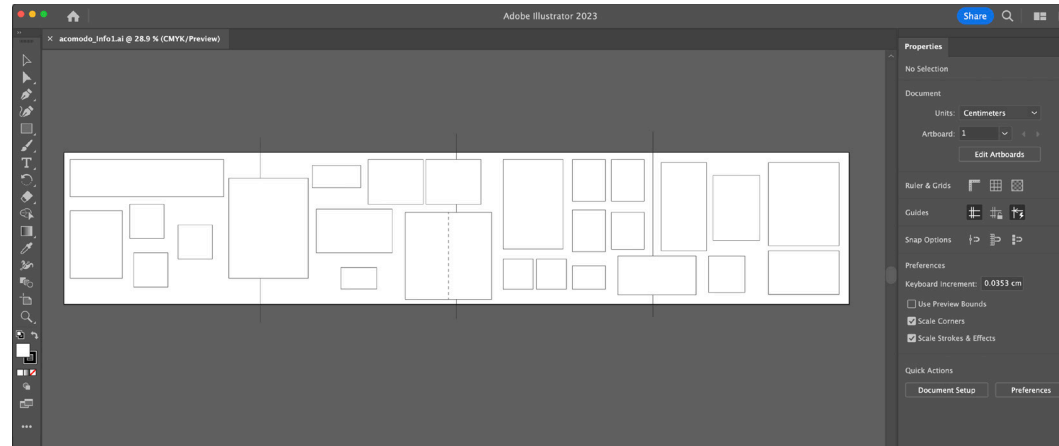 Adobe Illustrator 2023
Share
× acomodo_Info1.ai @ 28.9 % (CMYK/Preview)
Properties
No Selection
Document
Units: Centimeters
Artboard: 1
Edit Artboards
Ruler & Grids
Guides
Snap Options
Preferences
Keyboard Increment: 0.0353 cm
Use Preview Bounds
Scale Corners
Scale Strokes & Effects
Quick Actions
Document Setup
Preferences